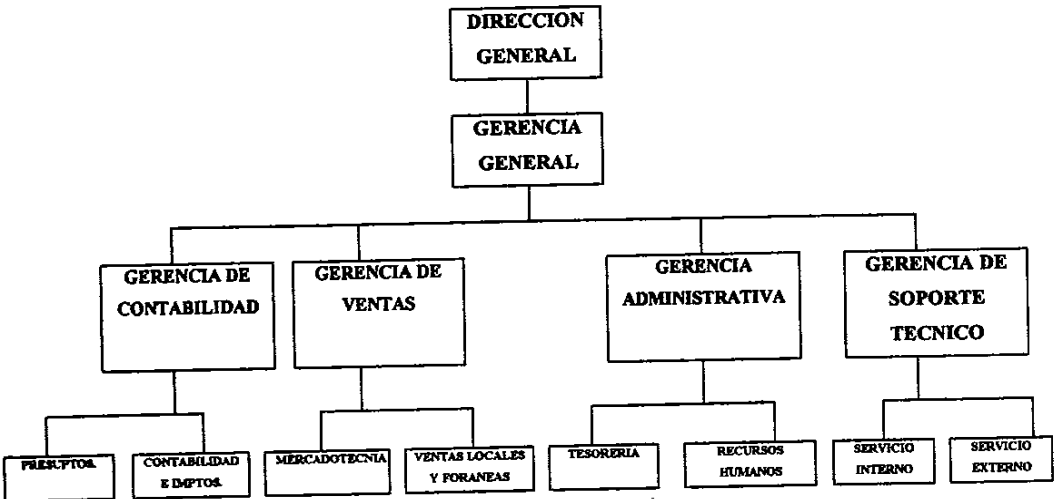 DIRECCION
GENERAL
GERENCIA
GENERAL
GERENCIA DE
CONTABILIDAD
GERENCIA DE
VENTAS
GERENCIA
ADMINISTRATIVA
GERENCIA DE
SOPORTE
TECNICO
PRESUPTOS.
CONTABILIDAD
E IMPTOS.
MERCADOTECNIA
VENTAS LOCALES
Y FORANEAS
TESORERIA
RECURSOS
HUMANOS
SERVICIO
INTERNO
SERVICIO
EXTERNO